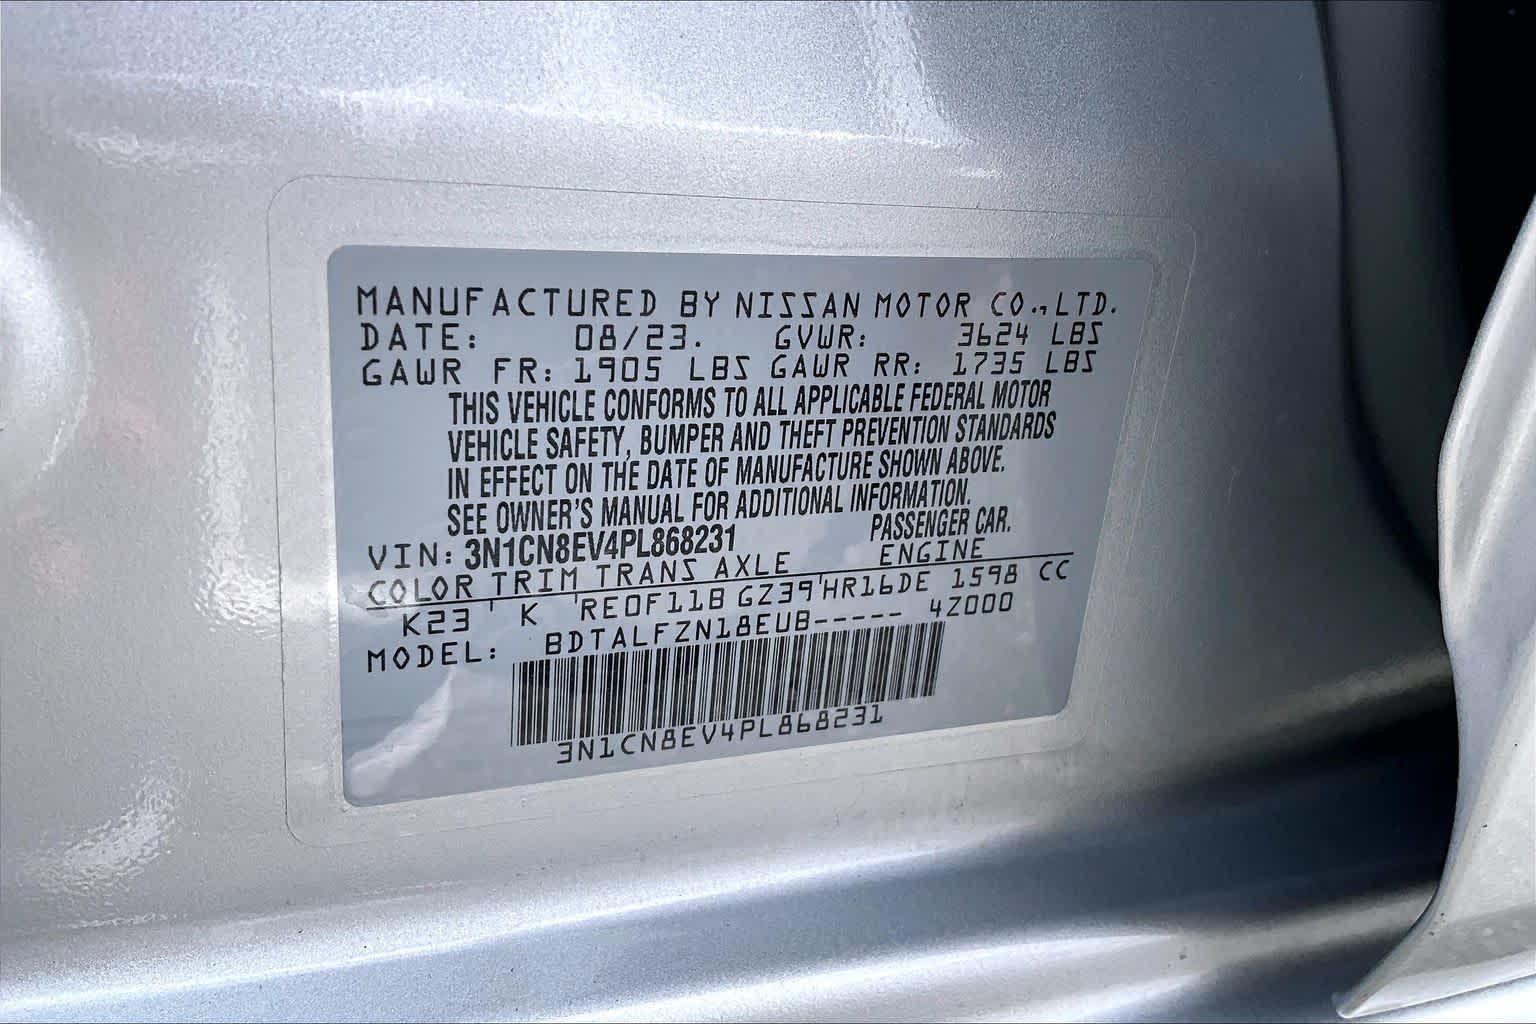 MANUFACTURED BY NISSAN MOTOR CO.,LTD.
DATE: 08/23. GVWR: 3624 LBS
GAWR FR: 1905 LBS GAWR RR: 1735 LBS
THIS VEHICLE CONFORMS TO ALL APPLICABLE FEDERAL MOTOR
VEHICLE SAFETY, BUMPER AND THEFT PREVENTION STANDARDS
IN EFFECT ON THE DATE OF MANUFACTURE SHOWN ABOVE.
SEE OWNER'S MANUAL FOR ADDITIONAL INFORMATION.
VIN: 3N1CN8EV4PL868231 PASSENGER CAR.
COLOR TRIM TRANS AXLE ENGINE
K23 ' K 'RE0F11B GZ39'HR16DE 1598 CC
MODEL: BDTALFZN18EUB----- 4Z000
3N1CN8EV4PL868231